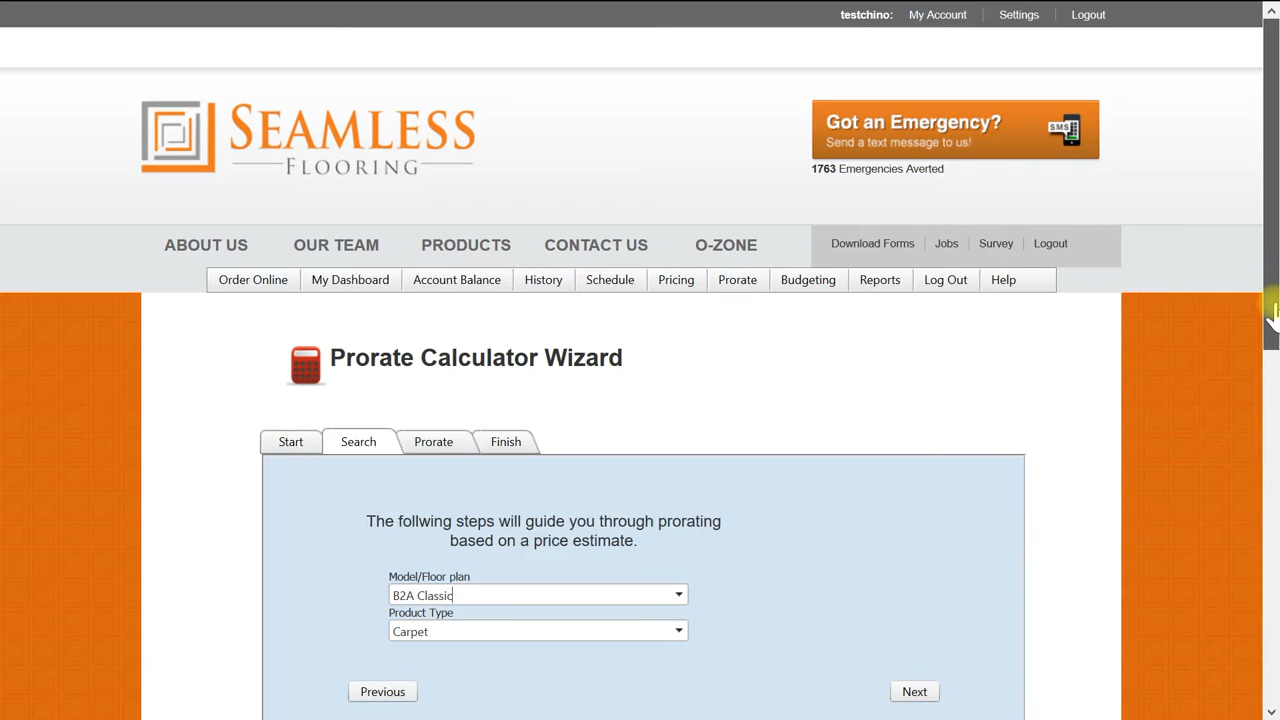 testchino: My Account Settings Logout
SEAMLESS
FLOORING
Got an Emergency?
Send a text message to us!
SMS
1763 Emergencies Averted
ABOUT US OUR TEAM PRODUCTS CONTACT US O-ZONE
Download Forms Jobs Survey Logout
Order Online My Dashboard Account Balance History Schedule Pricing Prorate Budgeting Reports Log Out Help
Prorate Calculator Wizard
Start Search Prorate Finish
The follwing steps will guide you through prorating
based on a price estimate.
Model/Floor plan
B2A Classic
Product Type
Carpet
Previous Next